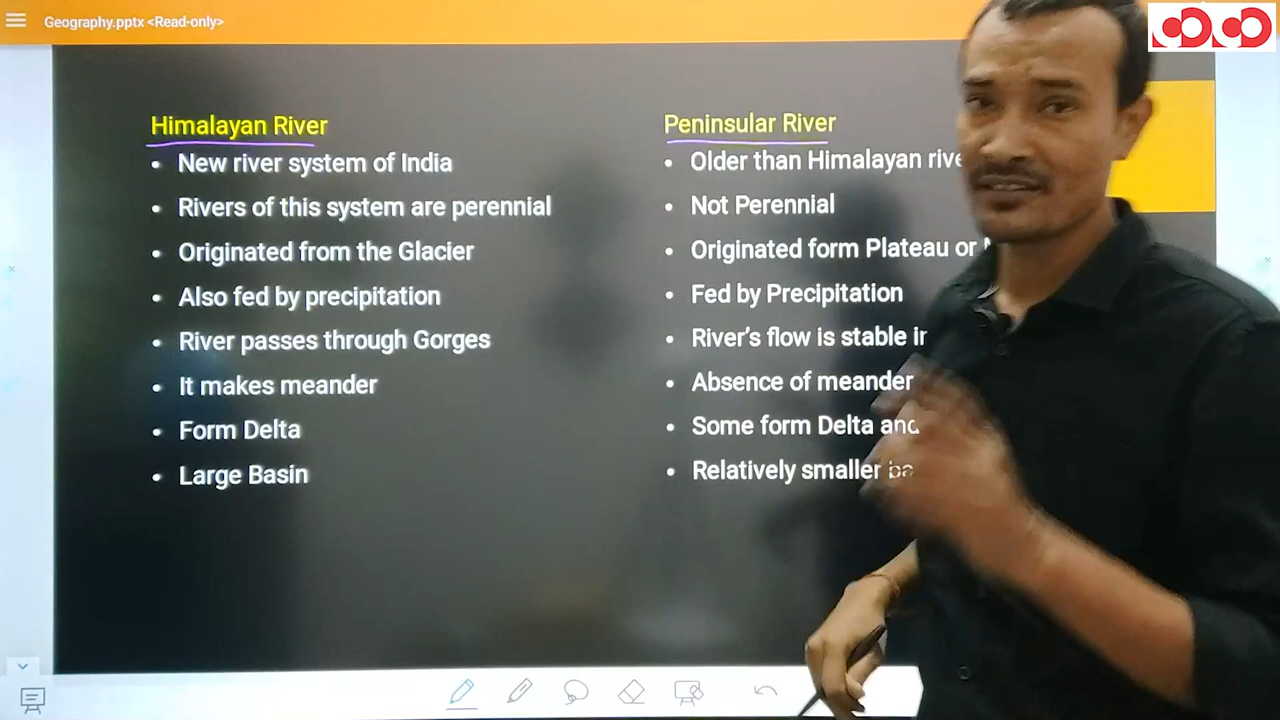 Geography.pptx <Read-only>
Himalayan River
• New river system of India
• Rivers of this system are perennial
• Originated from the Glacier
• Also fed by precipitation
• River passes through Gorges
• It makes meander
• Form Delta
• Large Basin
Peninsular River
• Older than Himalayan
• Not Perennial
• Originated form Plateau or
• Fed by Precipitation
• River's flow is stable
• Absence of meander
• Some form Delta and
• Relatively smaller